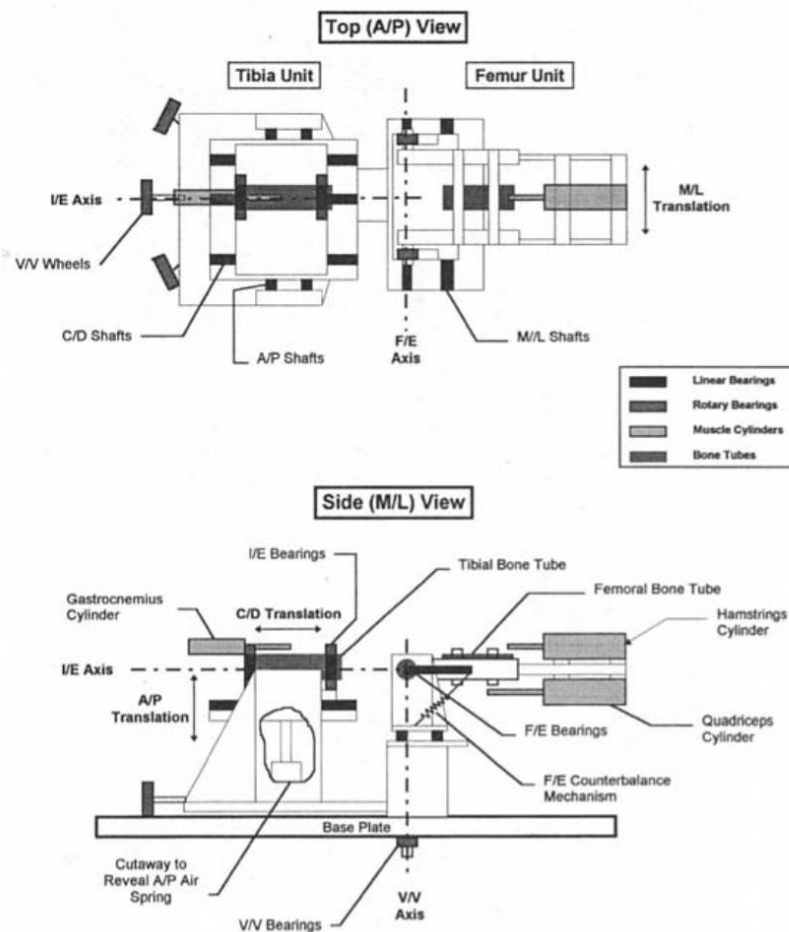 Top (A/P) View
Tibia Unit
Femur Unit
I/E Axis
M/L
Translation
V/V Wheels
C/D Shafts
A/P Shafts
F/E
Axis
M//L Shafts
Linear Bearings
Rotary Bearings
Muscle Cylinders
Bone Tubes
Side (M/L) View
I/E Bearings
Tibial Bone Tube
Gastrocnemius
Cylinder
C/D Translation
Femoral Bone Tube
Hamstrings
Cylinder
I/E Axis
A/P
Translation
F/E Bearings
Quadriceps
Cylinder
F/E Counterbalance
Mechanism
Base Plate
Cutaway to
Reveal A/P Air
Spring
V/V Bearings
V/V
Axis